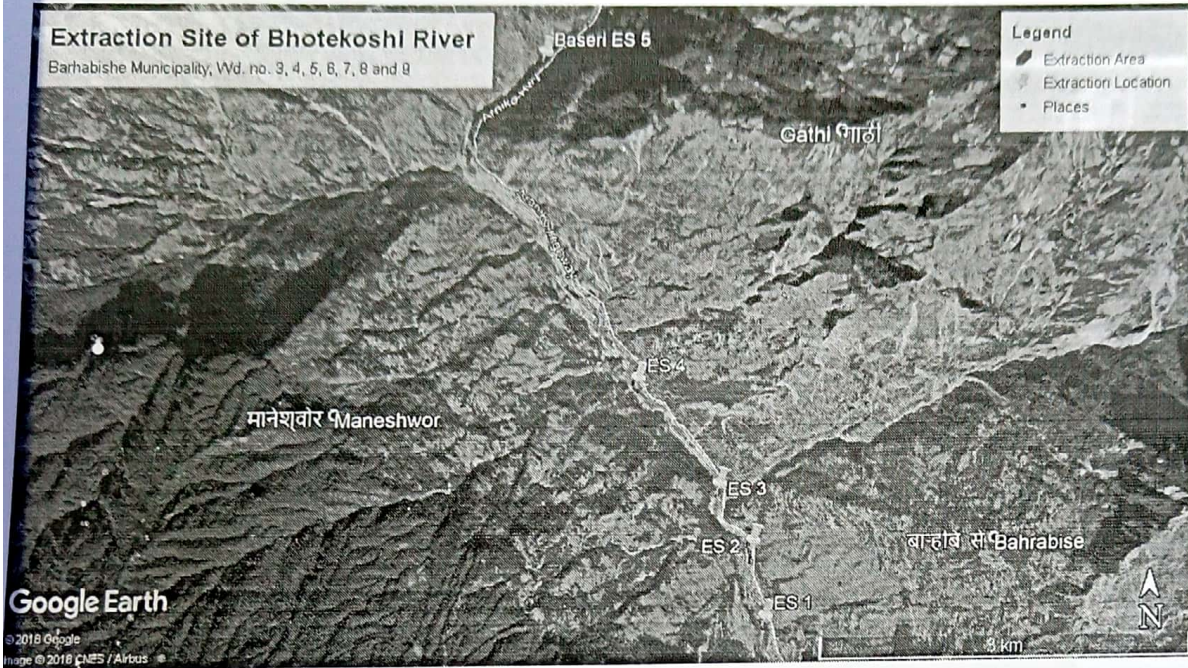 Extraction Site of Bhotekoshi River
Barhabishe Municipality, Wd. no. 3, 4, 5, 6, 7, 8 and 9
Legend
Extraction Area
Extraction Location
Places
Baseri ES 5
Gathi गाठी
ES 4
मानेश्वोर Maneshwor
ES 3
ES 2
Bahrabise
ES 1
Google Earth
N
© 2018 Google
Image © 2018 CNES / Airbus
3 km